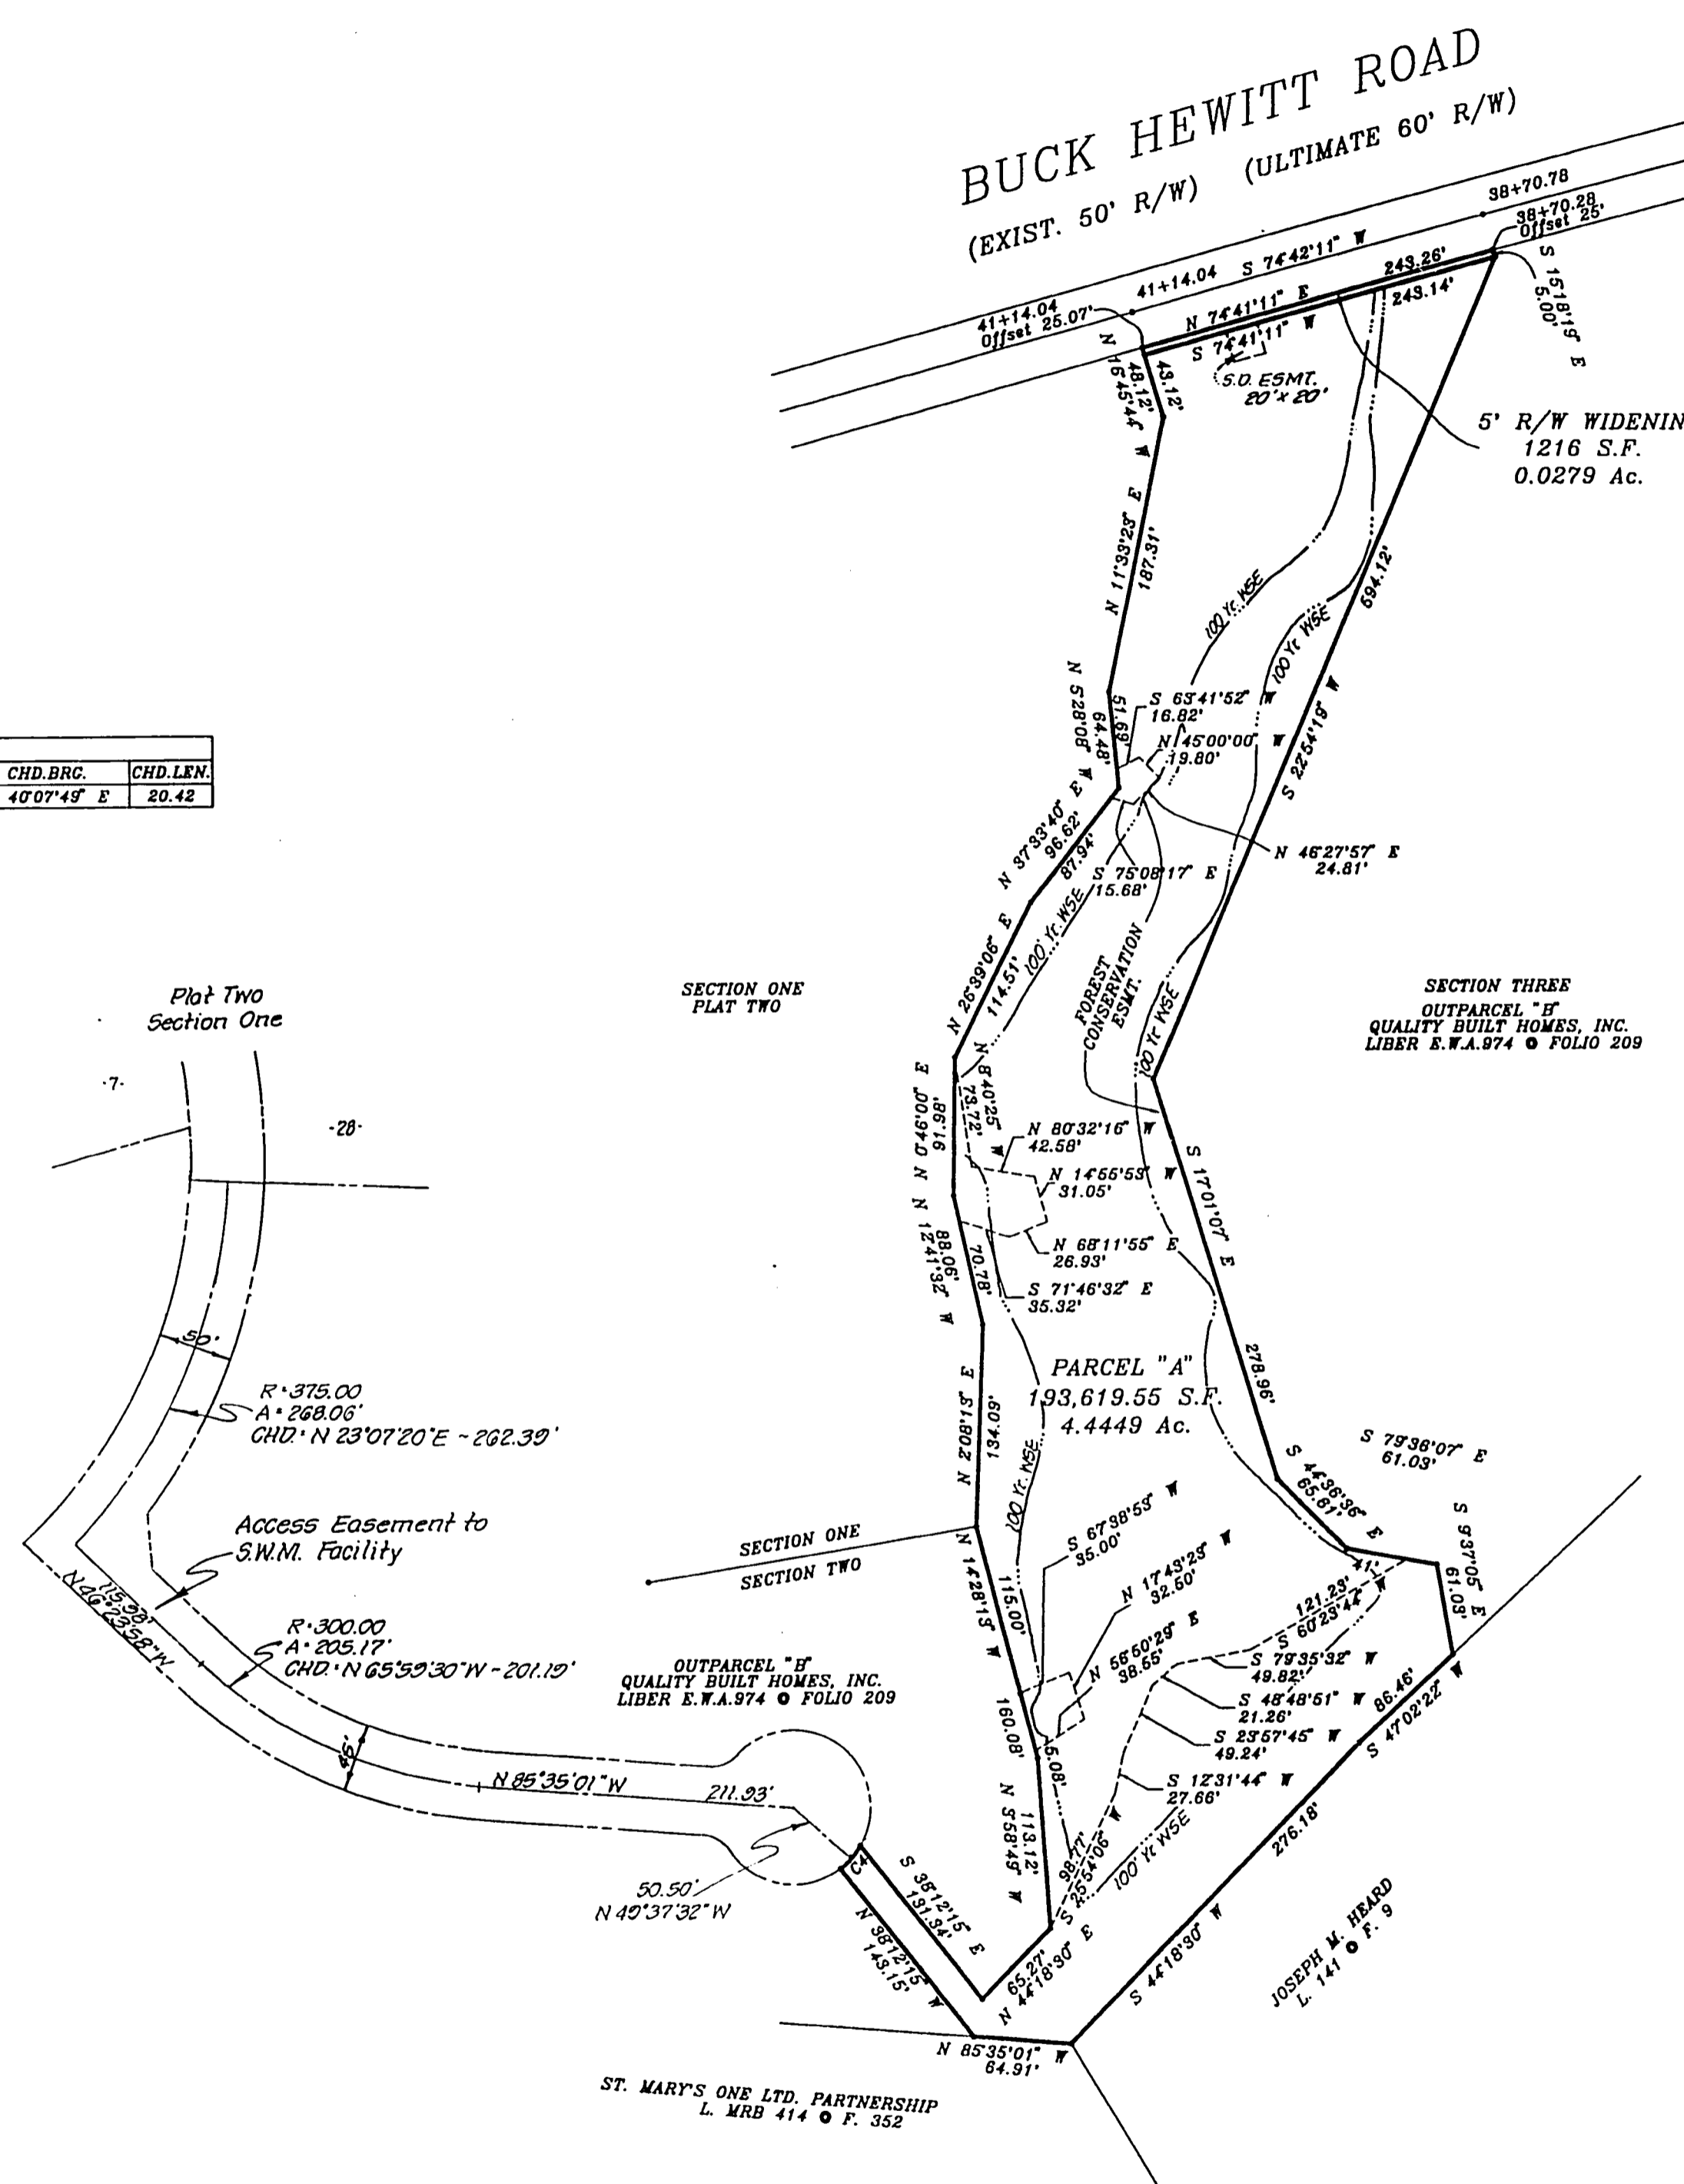 BUCK HEWITT ROAD
(EXIST. 50' R/W) (ULTIMATE 60' R/W)
38+70.78
38+70.28
Offset 25'
S 74°42'11" W
41+14.04
41+14.04
Offset 25.07'
243.26'
N 74°41'11" E
243.14'
S 74°41'11" W
S 15°18'19" E
5.00'
S.D. ESMT.
20' x 20'
43.12'
48.12'
N 16°45'44" W
5' R/W WIDENIN
1216 S.F.
0.0279 Ac.
N 11°33'23" E
187.31'
100 Yr. WSE
100 Yr. WSE
694.12'
S 22°54'19" W
N 5°28'08" W
64.48'
51.69'
S 63°41'52" W
16.82'
N 45°00'00" W
19.80'
CHD.BRG. CHD.LEN.
40°07'49" E 20.42
N 37°33'40" E
96.62'
87.94'
S 75°08'17" E
15.68'
N 46°27'57" E
24.81'
N 26°39'06" E
114.51'
100' Yr. WSE
FOREST
CONSERVATION
ESMT.
100 Yr WSE
Plat Two
Section One
SECTION ONE
PLAT TWO
SECTION THREE
OUTPARCEL "B"
QUALITY BUILT HOMES, INC.
LIBER E.W.A.974 @ FOLIO 209
-7-
-28-
N 0°46'00" E
91.98'
N 8°40'25" W
73.72'
N 80°32'16" W
42.58'
N 14°55'53" W
31.05'
N 68°11'55" E
26.93'
S 71°46'32" E
35.32'
N 12°41'32" W
88.06'
70.78'
S 17°01'07" E
278.96'
50'
PARCEL "A"
193,619.55 S.F.
4.4449 Ac.
R=375.00
A=268.06'
CHD.=N 23°07'20"E ~262.39'
N 2°08'13" E
134.09'
100 Yr. WSE
S 44°36'36" E
65.61'
S 79°38'07" E
61.03'
S 9°37'05" E
61.03'
Access Easement to
S.W.M. Facility
SECTION ONE
SECTION TWO
S 67°38'53" W
35.00'
N 17°43'23" W
32.50'
N 56°50'29" E
38.55'
N 14°28'13" W
115.00'
160.08'
5.08'
41'
121.23'
S 60°23'44" W
S 79°35'32" W
49.82'
S 48°48'51" W
21.26'
S 23°57'45" W
49.24'
S 12°31'44" W
27.66'
86.46'
S 47°02'22" W
115.93'
N46°23'58"W
R=300.00
A=205.17'
CHD.=N 65°59'30"W~201.19'
OUTPARCEL "B"
QUALITY BUILT HOMES, INC.
LIBER E.W.A.974 @ FOLIO 209
45'
N 85°35'01"W 211.93'
113.12'
N 3°58'49" W
98.77'
S 25°54'06" W
100' Yr WSE
276.18'
S 44°18'30" W
C4
50.50'
N 49°37'32"W
S 38°12'15" E
131.34'
N 38°12'15" W
143.15'
65.27'
N 44°18'30" E
N 85°35'01" W
64.91'
JOSEPH M. HEARD
L. 141 @ F. 9
ST. MARY'S ONE LTD. PARTNERSHIP
L. MRB 414 @ F. 352